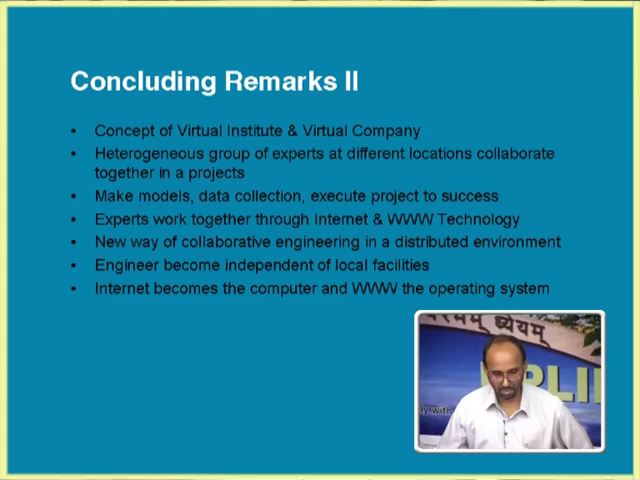 Concluding Remarks II
• Concept of Virtual Institute & Virtual Company
• Heterogeneous group of experts at different locations collaborate
together in a projects
• Make models, data collection, execute project to success
• Experts work together through Internet & WWW Technology
• New way of collaborative engineering in a distributed environment
• Engineer become independent of local facilities
• Internet becomes the computer and WWW the operating system
ध्येयम्